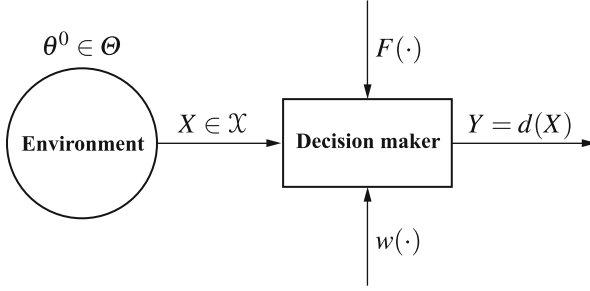 θ⁰ ∈ Θ
F(·)
Environment
X ∈ 𝒳
Decision maker
Y = d(X)
w(·)